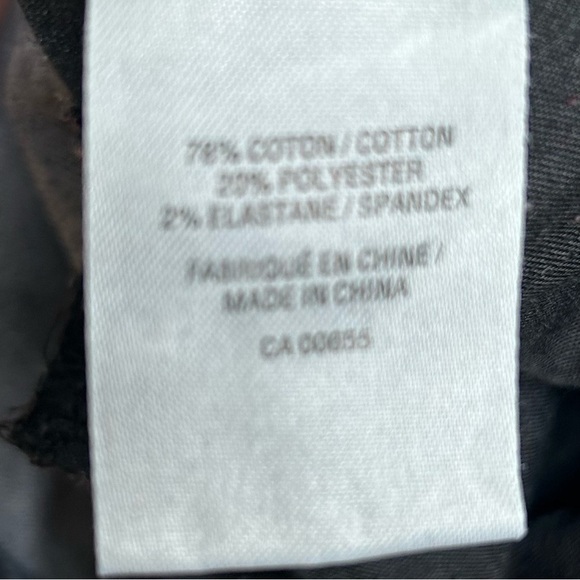 78% COTON / COTTON
20% POLYESTER
2% ELASTANE / SPANDEX
FABRIQUÉ EN CHINE /
MADE IN CHINA
CA 00655